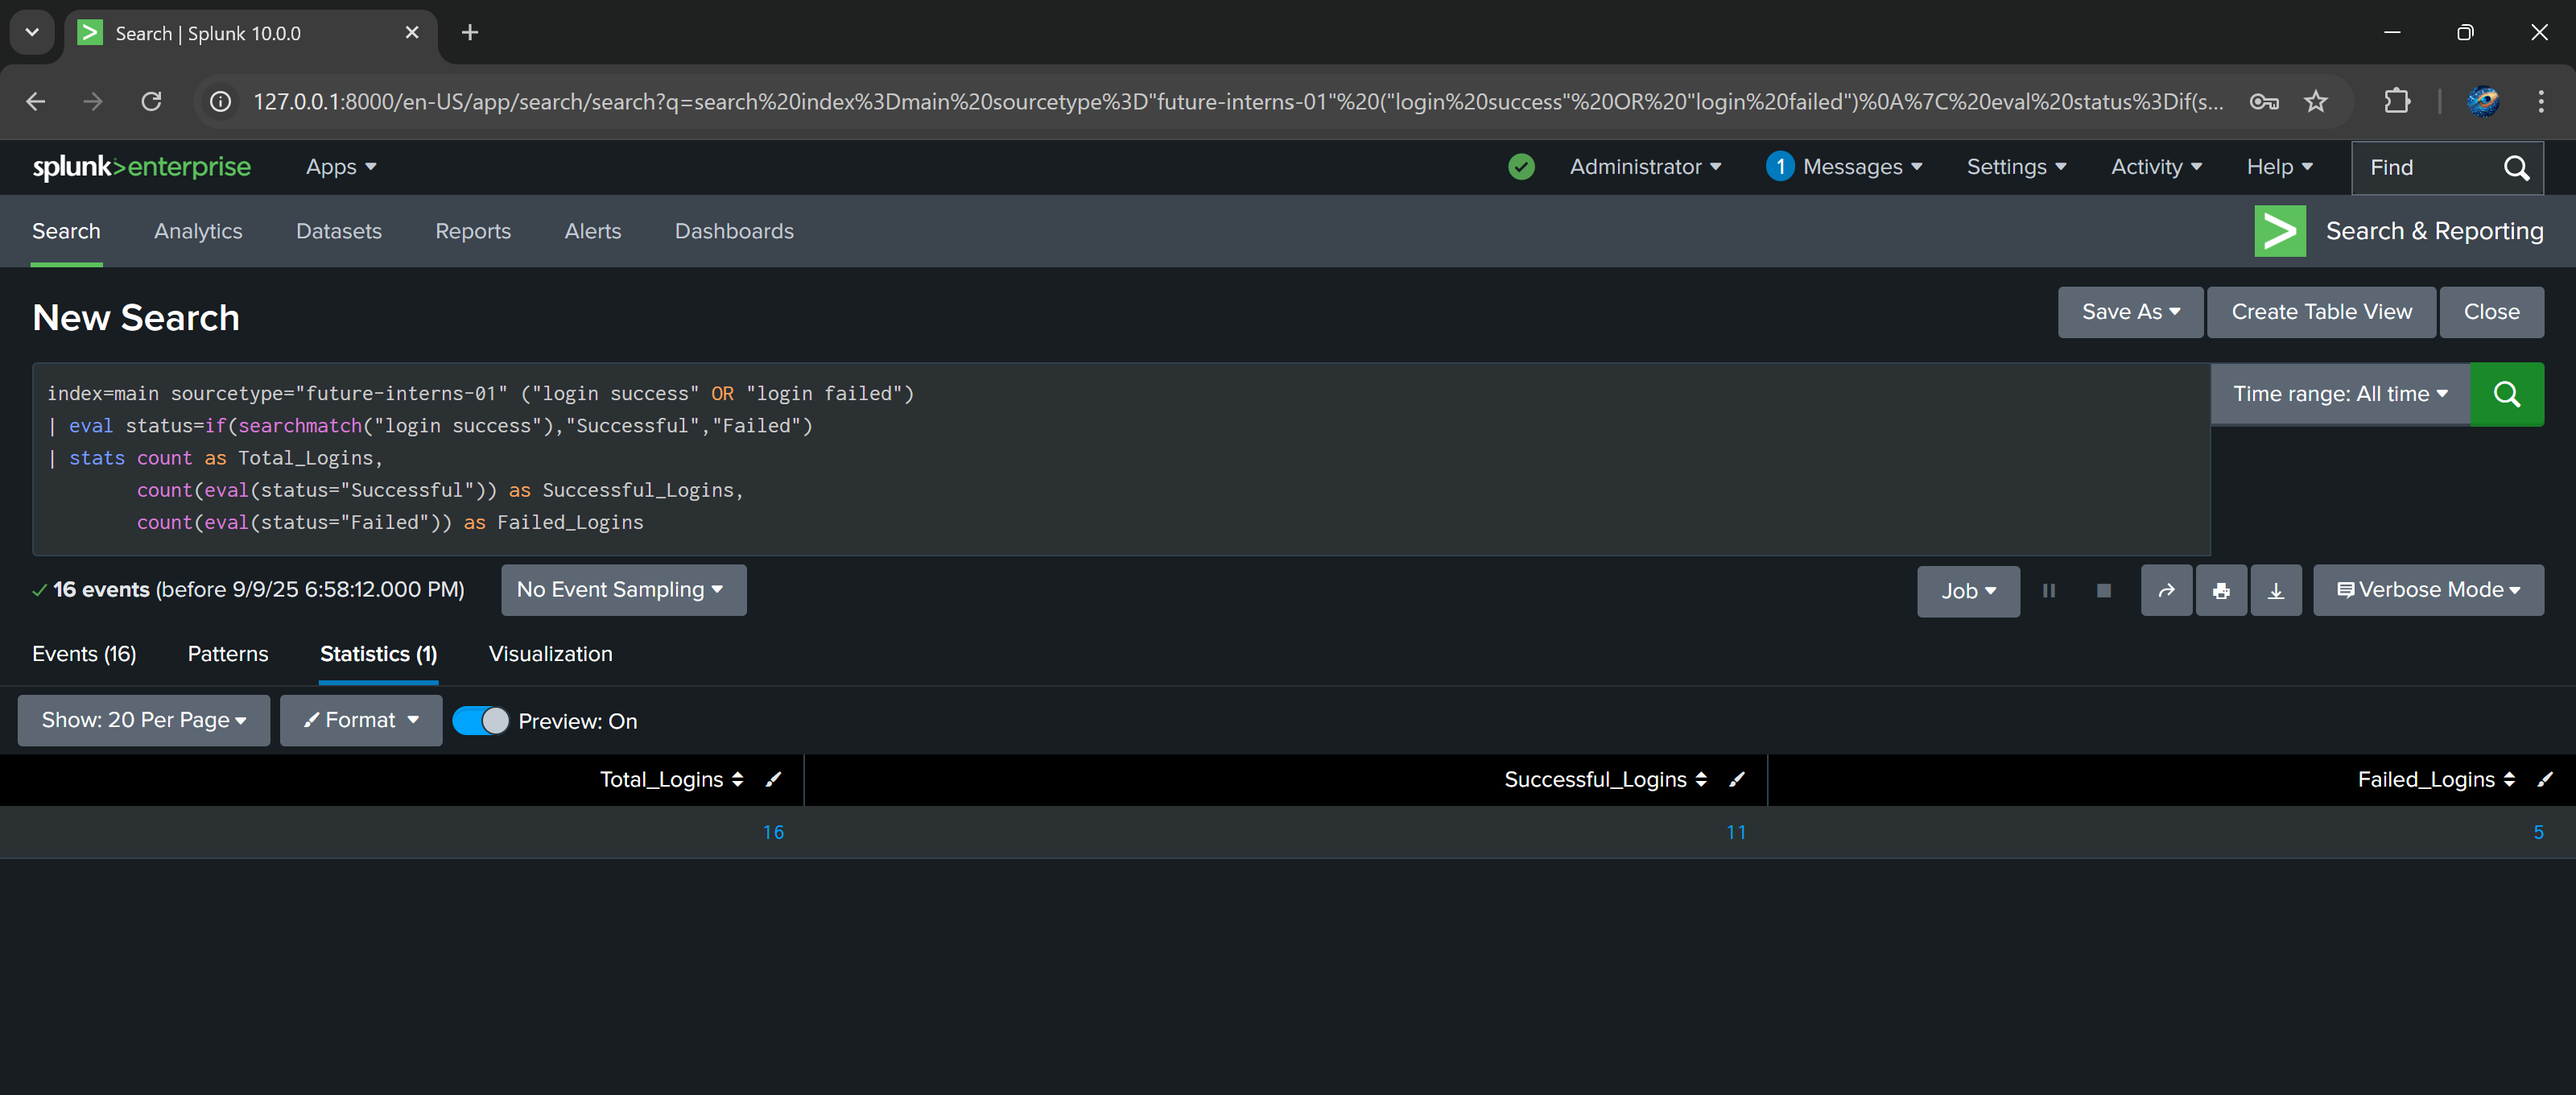 Search | Splunk 10.0.0
127.0.0.1:8000/en-US/app/search/search?q=search%20index%3Dmain%20sourcetype%3D"future-interns-01"%20("login%20success"%20OR%20"login%20failed")%0A%7C%20eval%20status%3Dif(s...
splunk>enterprise Apps Administrator 1 Messages Settings Activity Help Find
Search Analytics Datasets Reports Alerts Dashboards > Search & Reporting
New Search Save As Create Table View Close
index=main sourcetype="future-interns-01" ("login success" OR "login failed") Time range: All time
| eval status=if(searchmatch("login success"),"Successful","Failed")
| stats count as Total_Logins,
count(eval(status="Successful")) as Successful_Logins,
count(eval(status="Failed")) as Failed_Logins
16 events (before 9/9/25 6:58:12.000 PM) No Event Sampling Job Verbose Mode
Events (16) Patterns Statistics (1) Visualization
Show: 20 Per Page Format Preview: On
Total_Logins Successful_Logins Failed_Logins
16 11 5